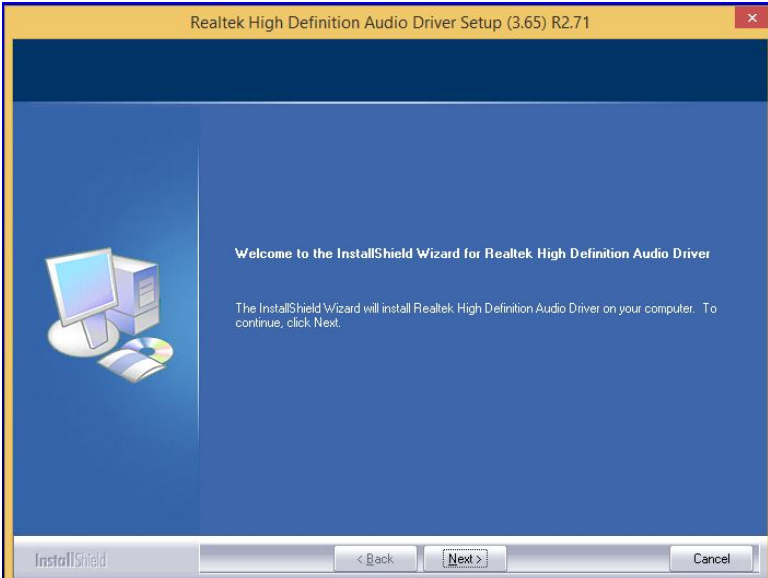 Realtek High Definition Audio Driver Setup (3.65) R2.71
Welcome to the InstallShield Wizard for Realtek High Definition Audio Driver
The InstallShield Wizard will install Realtek High Definition Audio Driver on your computer. To
continue, click Next.
InstallShield
< Back
Next >
Cancel